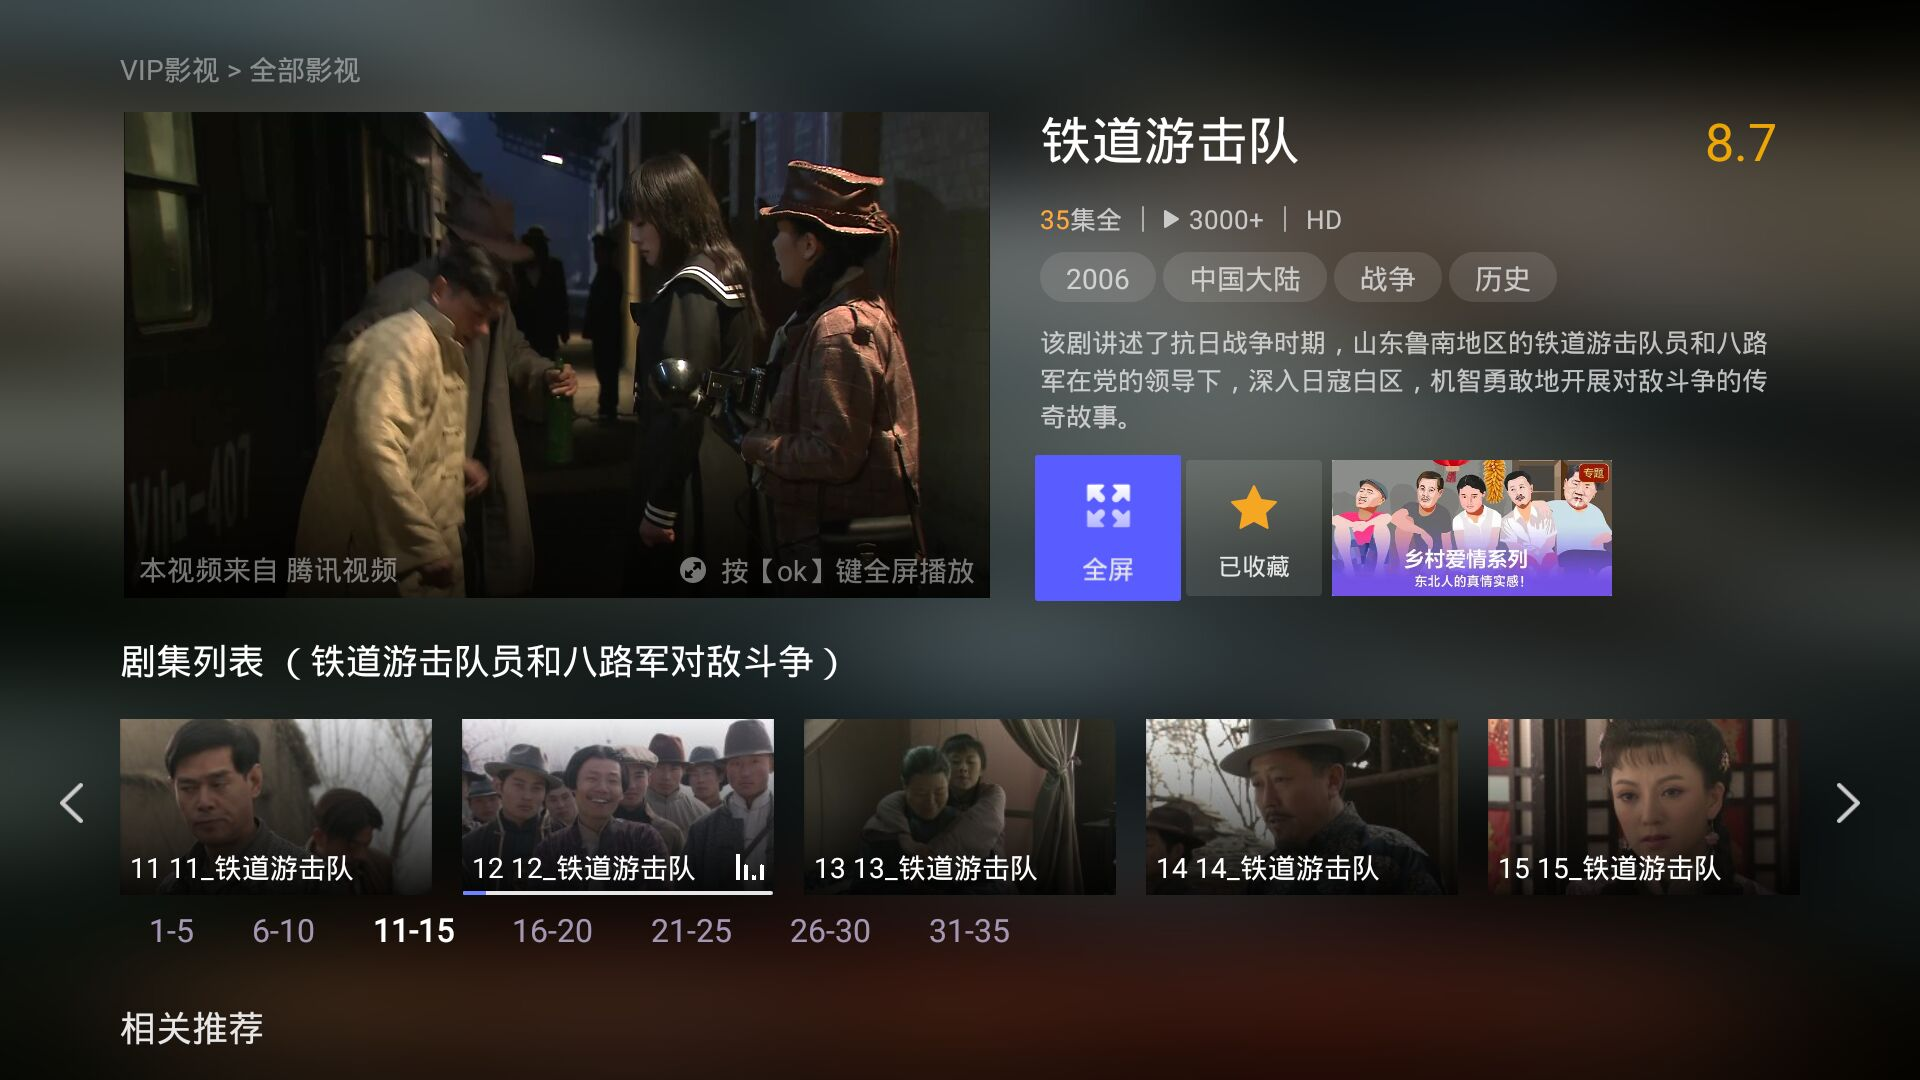 VIP影视 > 全部影视
本视频来自 腾讯视频
按【ok】键全屏播放
铁道游击队
8.7
35集全 | 3000+ | HD
2006 中国大陆 战争 历史
该剧讲述了抗日战争时期，山东鲁南地区的铁道游击队员和八路
军在党的领导下，深入日寇白区，机智勇敢地开展对敌斗争的传
奇故事。
全屏
已收藏
专题
乡村爱情系列
东北人的真情实感！
剧集列表 （铁道游击队员和八路军对敌斗争）
11 11_铁道游击队
12 12_铁道游击队
13 13_铁道游击队
14 14_铁道游击队
15 15_铁道游击队
1-5 6-10 11-15 16-20 21-25 26-30 31-35
相关推荐